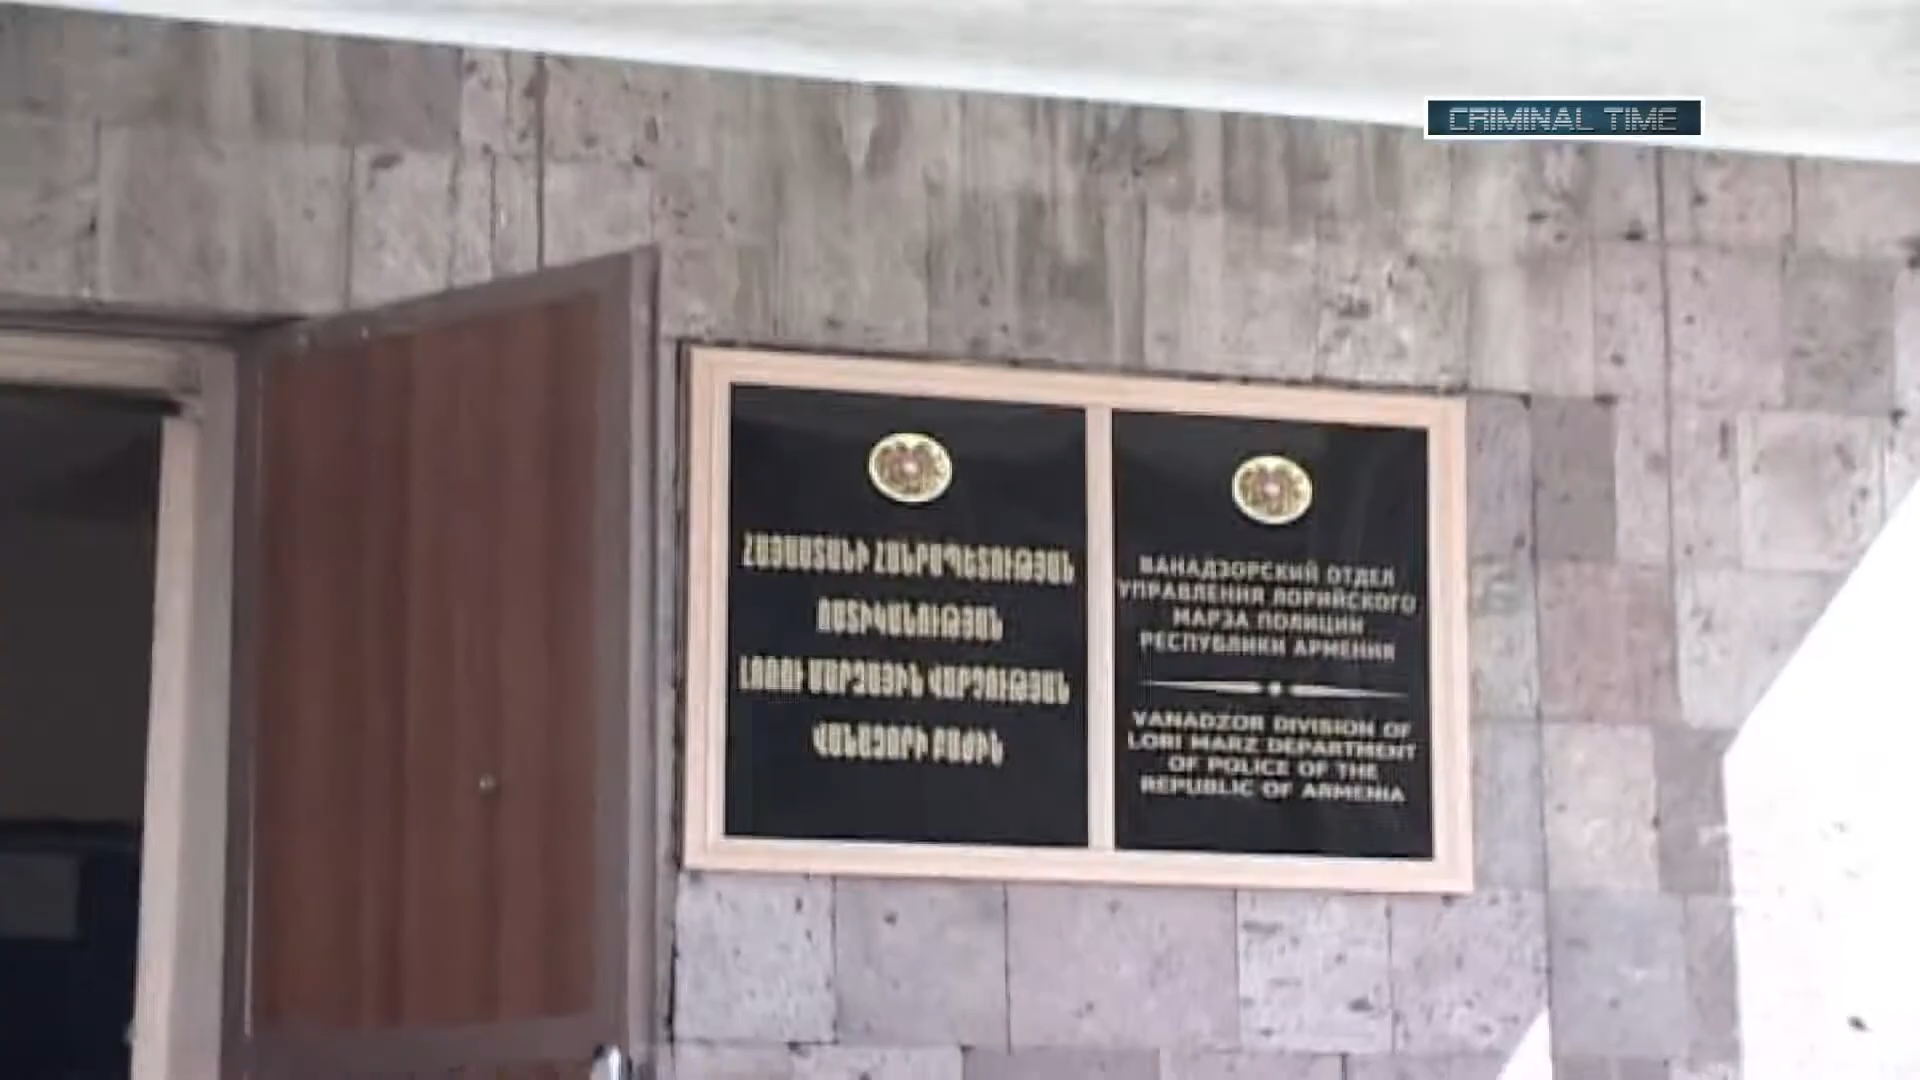 CRIMINAL TIME
ՀԱՅԱՍՏԱՆԻ ՀԱՆՐԱՊԵՏՈՒԹՅԱՆ
ՈՍՏԻԿԱՆՈՒԹՅԱՆ
ԼՈՌՈՒ ՄԱՐԶԱՅԻՆ ՎԱՐՉՈՒԹՅԱՆ
ՎԱՆԱՁՈՐԻ ԲԱԺԻՆ
ВАНАДЗОРСКИЙ ОТДЕЛ
УПРАВЛЕНИЯ ЛОРИЙСКОГО
МАРЗА ПОЛИЦИИ
РЕСПУБЛИКИ АРМЕНИЯ
VANADZOR DIVISION OF
LORI MARZ DEPARTMENT
OF POLICE OF THE
REPUBLIC OF ARMENIA